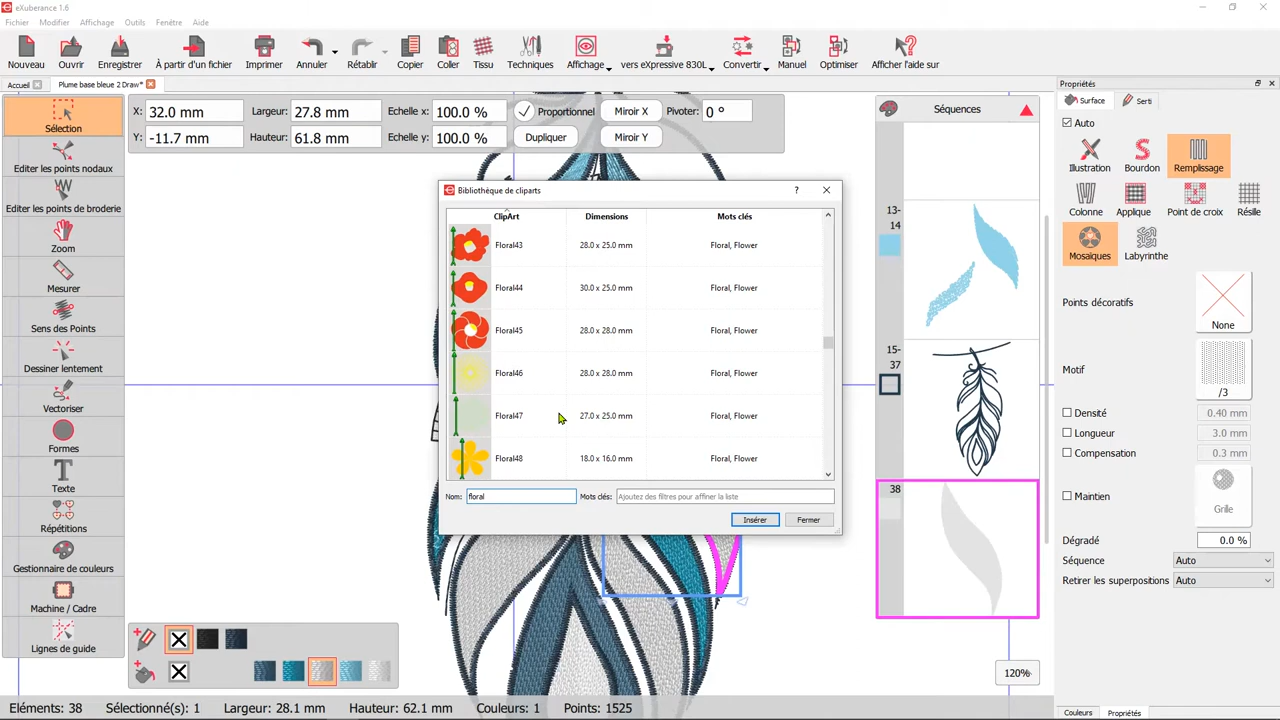 eXuberance 1.6
Fichier Modifier Affichage Outils Fenêtre Aide
Nouveau Ouvrir Enregistrer À partir d'un fichier Imprimer Annuler Rétablir Copier Coller Tissu Techniques Affichage vers eXpressive 830L Convertir Manuel Optimiser Afficher l'aide sur
Accueil Plume base bleue 2 Draw*
Sélection
Editer les points nodaux
Editer les points de broderie
Zoom
Mesurer
Sens des Points
Dessiner lentement
Vectoriser
Formes
Texte
Répétitions
Gestionnaire de couleurs
Machine / Cadre
Lignes de guide
X: 32.0 mm Largeur: 27.8 mm Echelle x: 100.0 % Proportionnel Miroir X Pivoter: 0 °
Y: -11.7 mm Hauteur: 61.8 mm Echelle y: 100.0 % Dupliquer Miroir Y
Bibliothèque de cliparts ?
ClipArt Dimensions Mots clés
Floral43 28.0 x 25.0 mm Floral, Flower
Floral44 30.0 x 25.0 mm Floral, Flower
Floral45 28.0 x 28.0 mm Floral, Flower
Floral46 28.0 x 28.0 mm Floral, Flower
Floral47 27.0 x 25.0 mm Floral, Flower
Floral48 18.0 x 16.0 mm Floral, Flower
Nom: floral Mots clés: Ajoutez des filtres pour affiner la liste
Insérer Fermer
Séquences
13-
14
15-
37
38
120%
Propriétés
Surface Serti
Auto
Illustration Bourdon Remplissage
Colonne Applique Point de croix Résille
Mosaïques Labyrinthe
Points décoratifs None
Motif /3
Densité 0.40 mm
Longueur 3.0 mm
Compensation 0.3 mm
Maintien Grille
Dégradé 0.0 %
Séquence Auto
Retirer les superpositions Auto
Couleurs Propriétés
Eléments: 38 Sélectionné(s): 1 Largeur: 28.1 mm Hauteur: 62.1 mm Couleurs: 1 Points: 1525